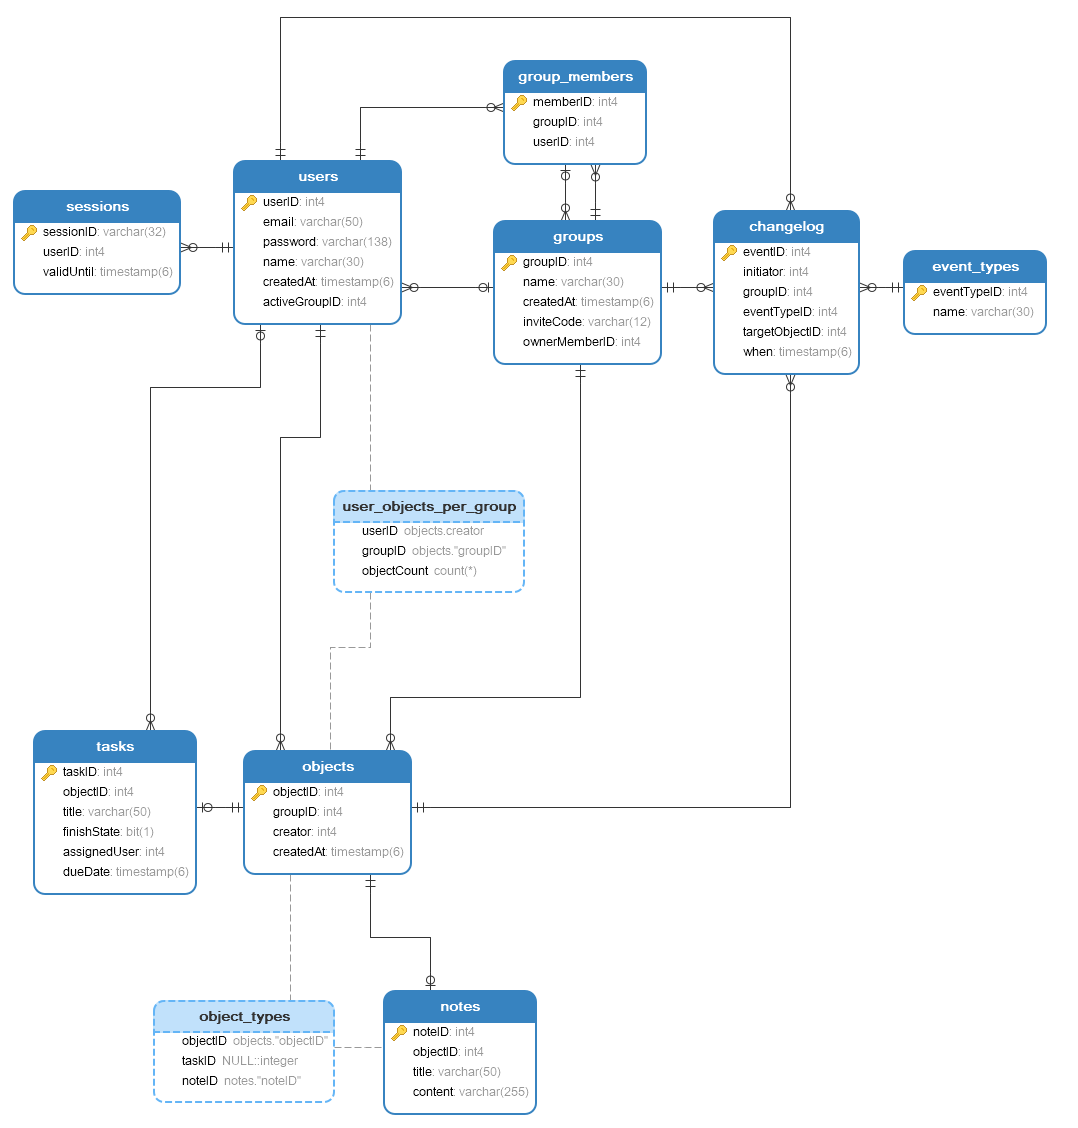 group_members
memberID: int4
groupID: int4
userID: int4
users
userID: int4
email: varchar(50)
password: varchar(138)
name: varchar(30)
createdAt: timestamp(6)
activeGroupID: int4
sessions
sessionID: varchar(32)
userID: int4
validUntil: timestamp(6)
groups
groupID: int4
name: varchar(30)
createdAt: timestamp(6)
inviteCode: varchar(12)
ownerMemberID: int4
changelog
eventID: int4
initiator: int4
groupID: int4
eventTypeID: int4
targetObjectID: int4
when: timestamp(6)
event_types
eventTypeID: int4
name: varchar(30)
user_objects_per_group
userID objects.creator
groupID objects."groupID"
objectCount count(*)
tasks
taskID: int4
objectID: int4
title: varchar(50)
finishState: bit(1)
assignedUser: int4
dueDate: timestamp(6)
objects
objectID: int4
groupID: int4
creator: int4
createdAt: timestamp(6)
object_types
objectID objects."objectID"
taskID NULL::integer
noteID notes."noteID"
notes
noteID: int4
objectID: int4
title: varchar(50)
content: varchar(255)